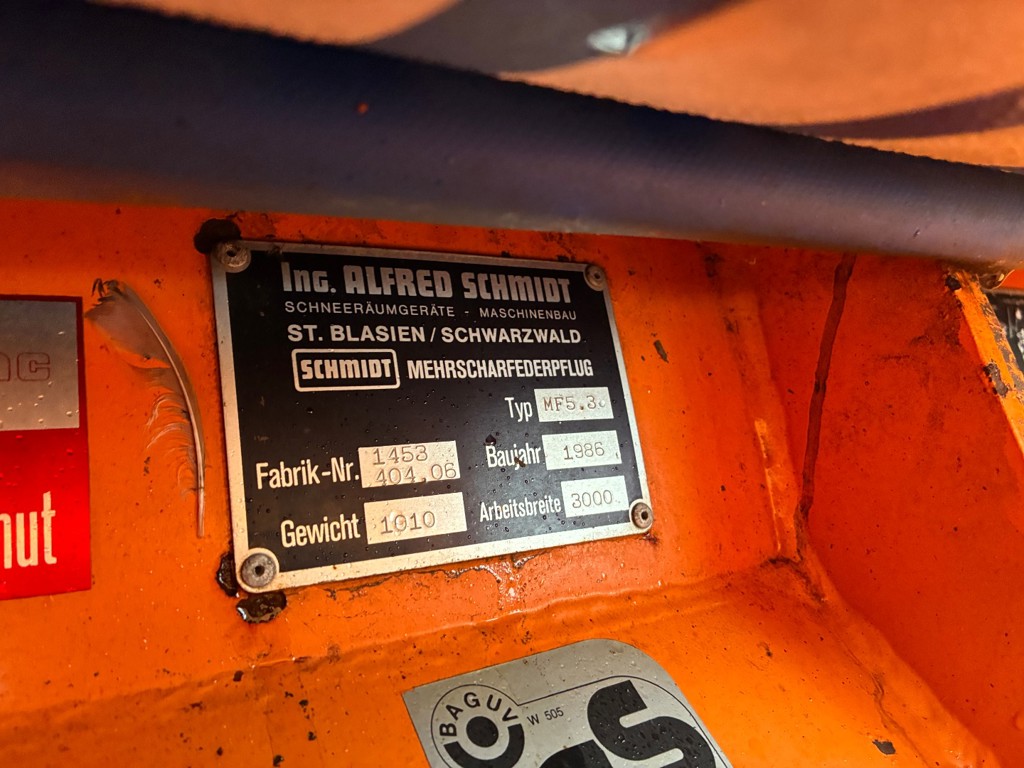 Ing. ALFRED SCHMIDT
SCHNEERÄUMGERÄTE - MASCHINENBAU
ST. BLASIEN / SCHWARZWALD
SCHMIDT MEHRSCHARFEDERPFLUG
Typ
Fabrik-Nr. 1453 404.06
Baujahr 1986
Gewicht 1010
Arbeitsbreite 3000
BAGUV
W 505